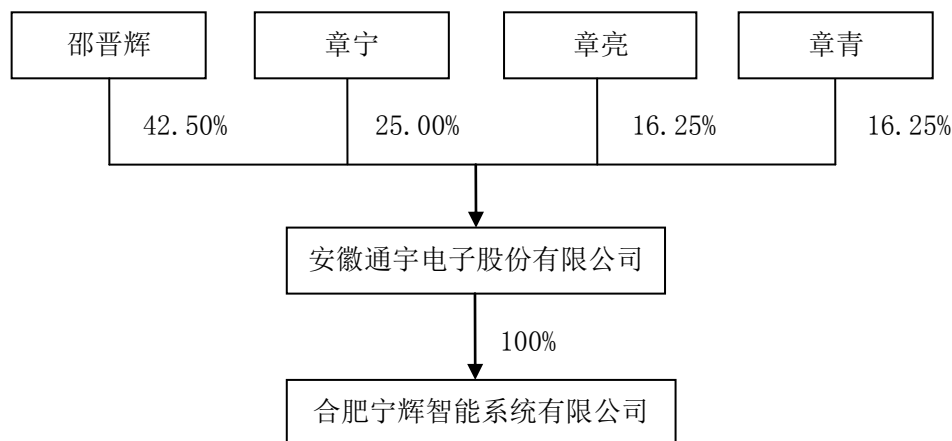 邵晋辉 章宁 章亮 章青
42.50% 25.00% 16.25% 16.25%
安徽通宇电子股份有限公司
100%
合肥宁辉智能系统有限公司